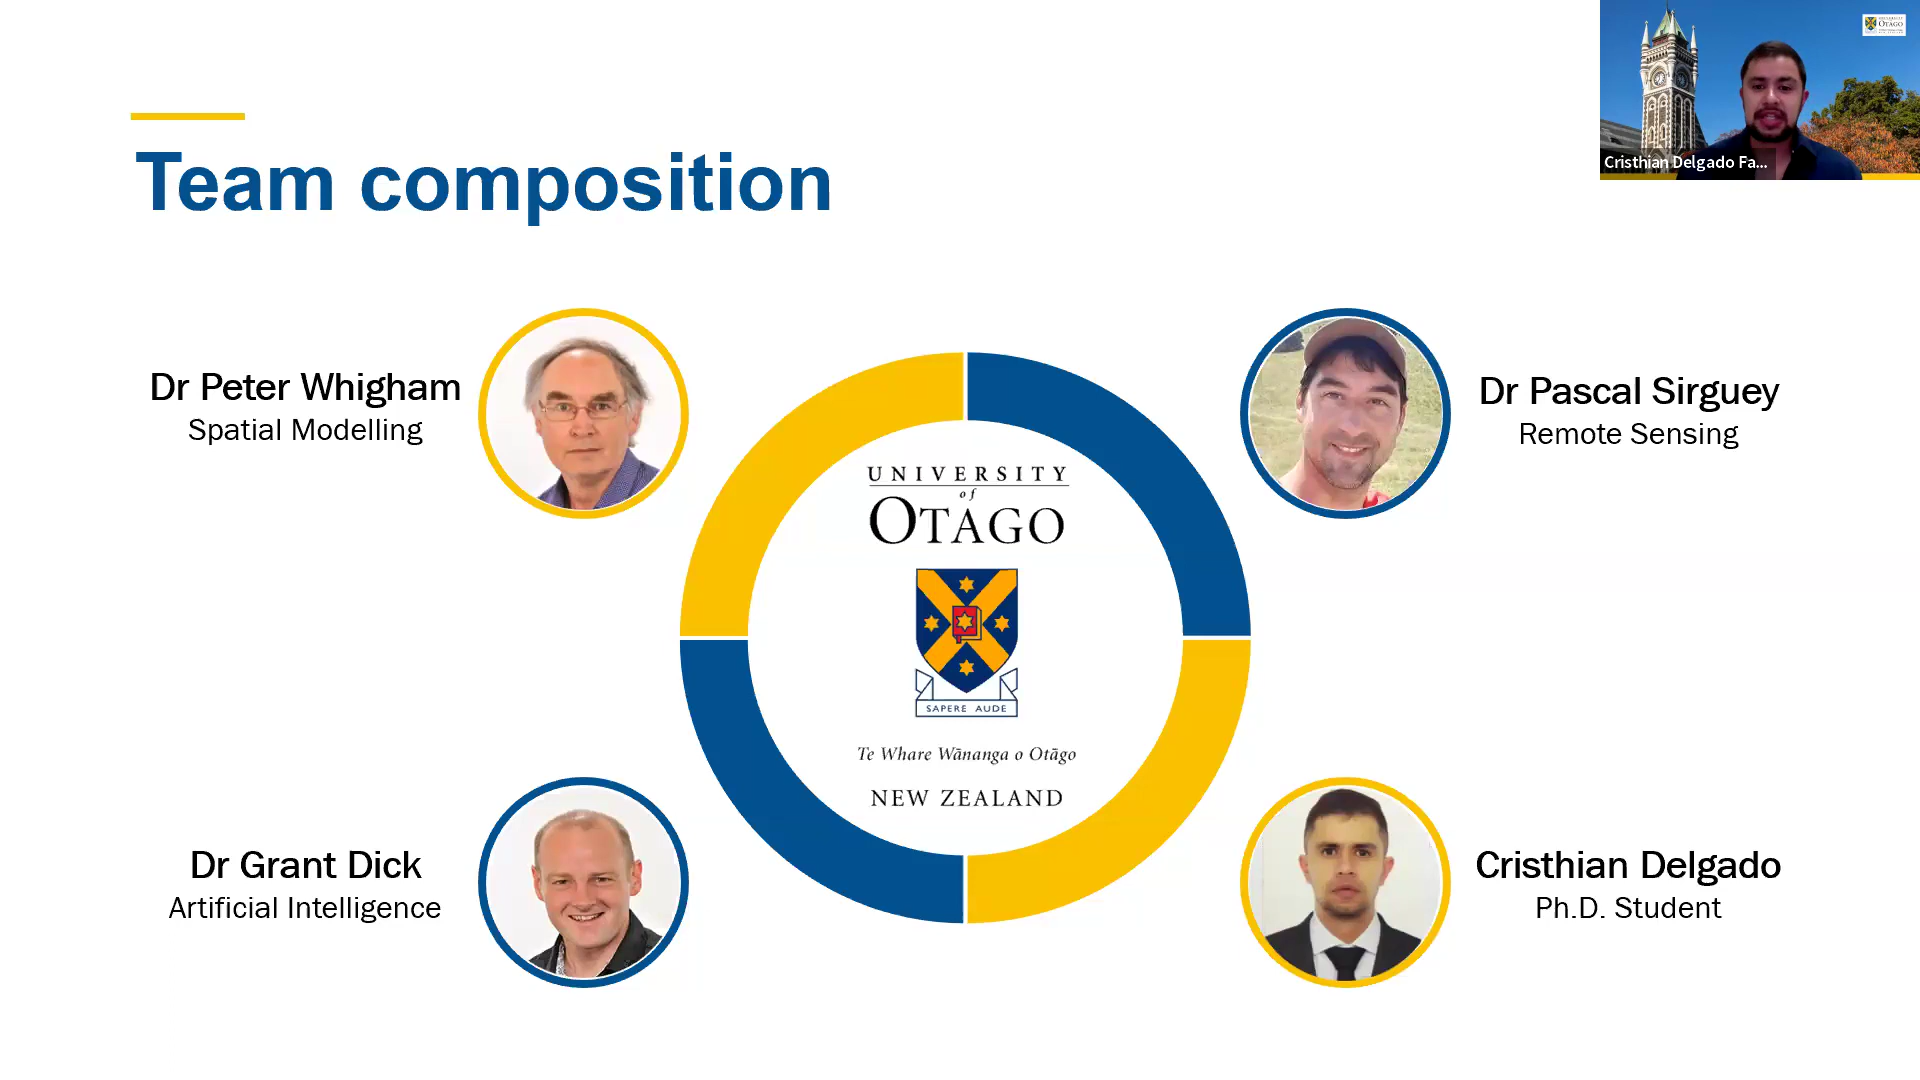 Team composition
Cristhian Delgado Fa...
OTAGO
Dr Peter Whigham
Spatial Modelling
Dr Pascal Sirguey
Remote Sensing
UNIVERSITY
of
OTAGO
SAPERE AUDE
Te Whare Wānanga o Otāgo
NEW ZEALAND
Dr Grant Dick
Artificial Intelligence
Cristhian Delgado
Ph.D. Student